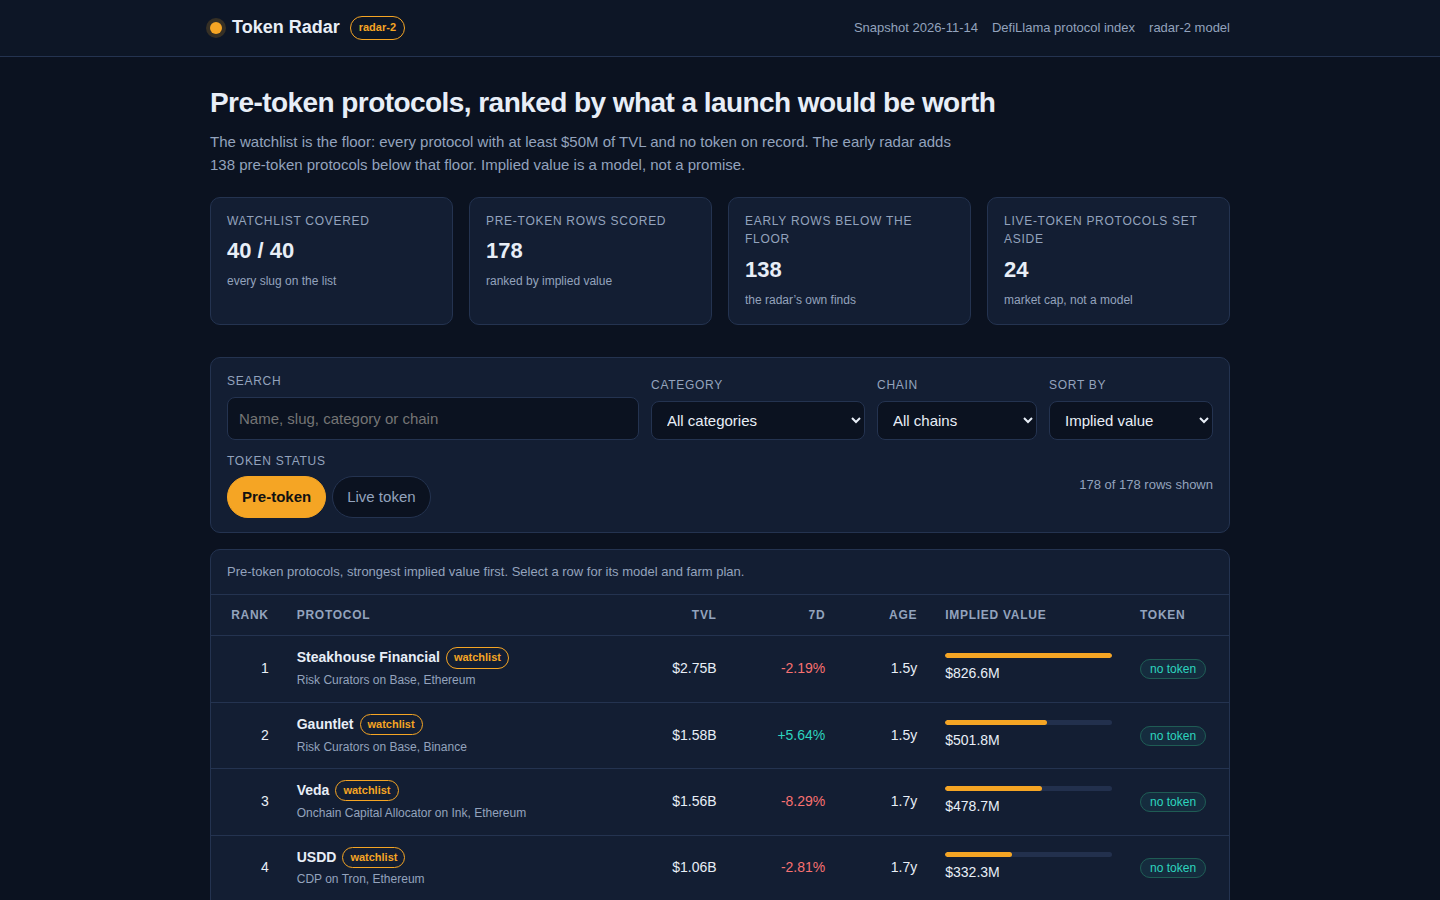 Token Radar radar-2
Snapshot 2026-11-14 DefiLlama protocol index radar-2 model
Pre-token protocols, ranked by what a launch would be worth
The watchlist is the floor: every protocol with at least $50M of TVL and no token on record. The early radar adds
138 pre-token protocols below that floor. Implied value is a model, not a promise.
WATCHLIST COVERED
40 / 40
every slug on the list
PRE-TOKEN ROWS SCORED
178
ranked by implied value
EARLY ROWS BELOW THE
FLOOR
138
the radar’s own finds
LIVE-TOKEN PROTOCOLS SET
ASIDE
24
market cap, not a model
SEARCH
Name, slug, category or chain
CATEGORY
All categories
CHAIN
All chains
SORT BY
Implied value
TOKEN STATUS
Pre-token Live token
178 of 178 rows shown
Pre-token protocols, strongest implied value first. Select a row for its model and farm plan.
RANK PROTOCOL TVL 7D AGE IMPLIED VALUE TOKEN
1 Steakhouse Financial watchlist $2.75B -2.19% 1.5y $826.6M no token
Risk Curators on Base, Ethereum
2 Gauntlet watchlist $1.58B +5.64% 1.5y $501.8M no token
Risk Curators on Base, Binance
3 Veda watchlist $1.56B -8.29% 1.7y $478.7M no token
Onchain Capital Allocator on Ink, Ethereum
4 USDD watchlist $1.06B -2.81% 1.7y $332.3M no token
CDP on Tron, Ethereum